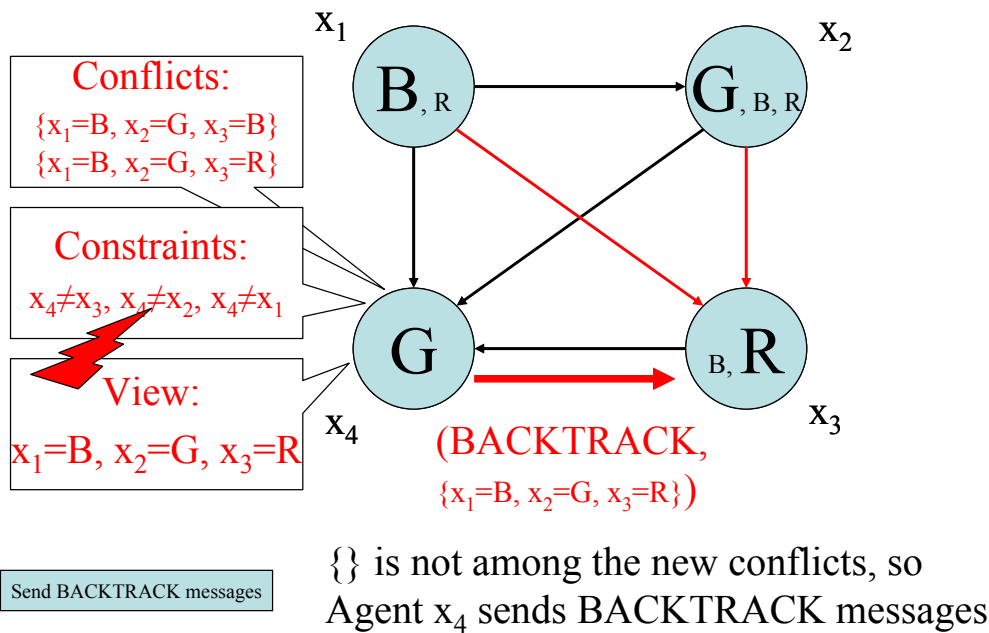 x₁
x₂
B, R
G, B, R
Conflicts:
{x₁=B, x₂=G, x₃=B}
{x₁=B, x₂=G, x₃=R}
Constraints:
x₄≠x₃, x₄≠x₂, x₄≠x₁
G
B, R
View:
x₁=B, x₂=G, x₃=R
x₄
x₃
(BACKTRACK,
{x₁=B, x₂=G, x₃=R})
{} is not among the new conflicts, so
Agent x₄ sends BACKTRACK messages
Send BACKTRACK messages